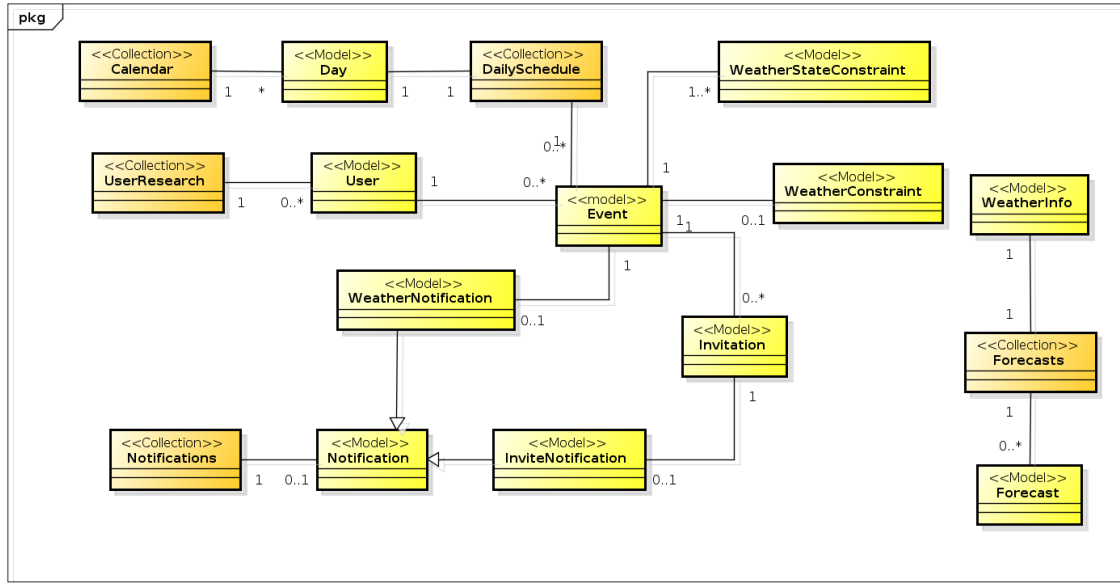 pkg
<<Collection>>
Calendar
1
*
<<Model>>
Day
1
1
<<Collection>>
DailySchedule
1
0..*
<<Model>>
WeatherStateConstraint
1..*
1
<<Collection>>
UserResearch
1
0..*
<<Model>>
User
1
0..*
<<model>>
Event
1
0..1
<<Model>>
WeatherConstraint
<<Model>>
WeatherInfo
1
1
1
0..*
1
0..1
<<Model>>
WeatherNotification
<<Model>>
Invitation
1
0..1
<<Collection>>
Forecasts
1
0..*
<<Model>>
Forecast
<<Collection>>
Notifications
1
0..1
<<Model>>
Notification
<<Model>>
InviteNotification